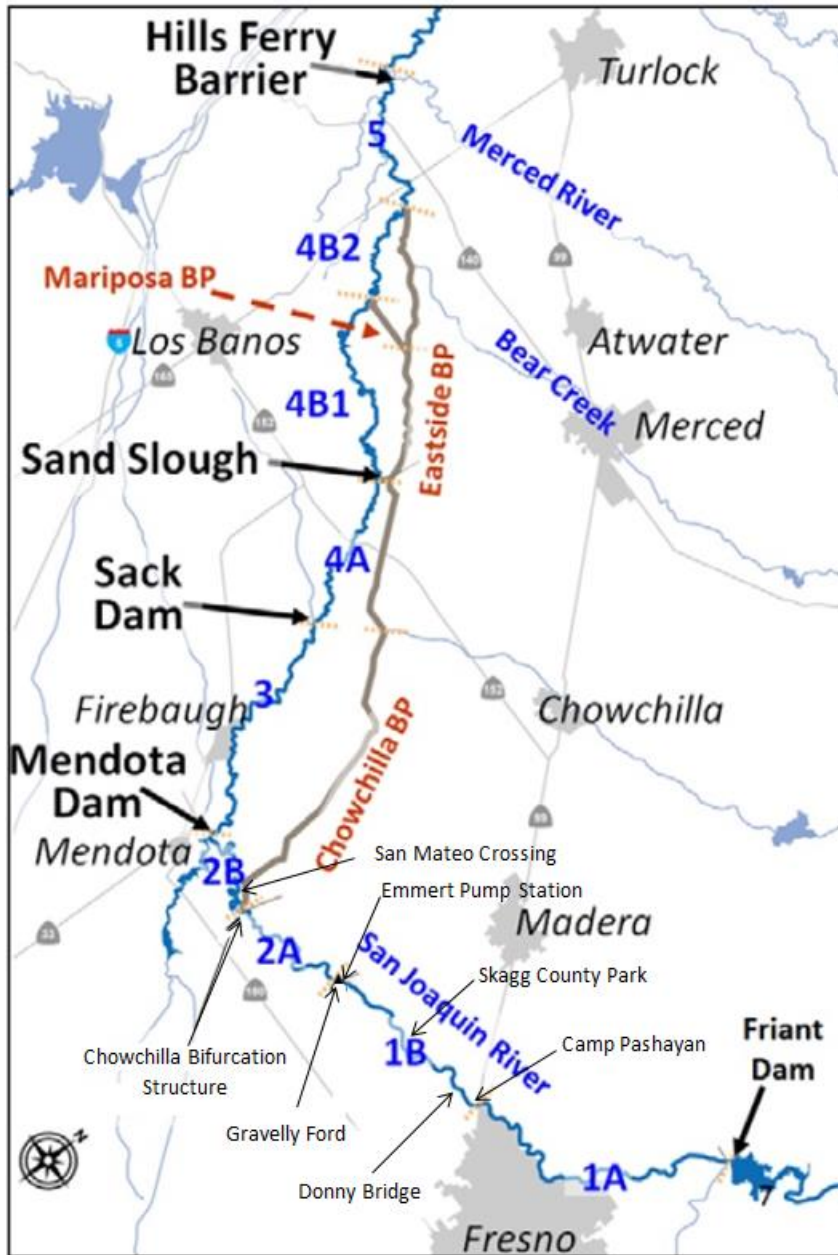 Hills Ferry
Barrier
Turlock
5
Merced River
4B2
140
99
Mariposa BP
5
Los Banos
Atwater
165
Bear Creek
4B1
152
Eastside BP
Merced
Sand Slough
4A
Sack
Dam
3
152
Firebaugh
Chowchilla
Mendota
Dam
Chowchilla BP
99
Mendota
San Mateo Crossing
2B
Emmert Pump Station
Madera
33
2A
San Joaquin River
Skagg County Park
180
Friant
Dam
Chowchilla Bifurcation
Structure
1B
Camp Pashayan
Gravelly Ford
N
Donny Bridge
1A
7
Fresno